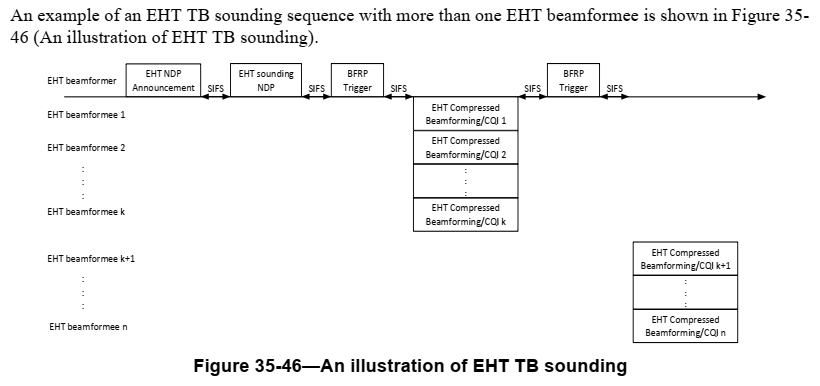 An example of an EHT TB sounding sequence with more than one EHT beamformee is shown in Figure 35-
46 (An illustration of EHT TB sounding).
EHT beamformer
EHT NDP
Announcement
SIFS
EHT sounding
NDP
SIFS
BFRP
Trigger
SIFS
SIFS
BFRP
Trigger
SIFS
EHT beamformee 1
EHT Compressed
Beamforming/CQI 1
EHT beamformee 2
EHT Compressed
Beamforming/CQI 2
:
:
:
:
:
:
EHT beamformee k
EHT Compressed
Beamforming/CQI k
EHT beamformee k+1
EHT Compressed
Beamforming/CQI k+1
:
:
:
:
:
:
EHT beamformee n
EHT Compressed
Beamforming/CQI n
Figure 35-46—An illustration of EHT TB sounding